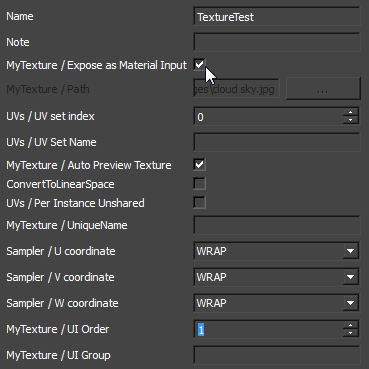 Name TextureTest
Note
MyTexture / Expose as Material Input
MyTexture / Path ges\cloud sky.jpg ...
UVs / UV set index 0
UVs / UV Set Name
MyTexture / Auto Preview Texture
ConvertToLinearSpace
UVs / Per Instance Unshared
MyTexture / UniqueName
Sampler / U coordinate WRAP
Sampler / V coordinate WRAP
Sampler / W coordinate WRAP
MyTexture / UI Order 1
MyTexture / UI Group